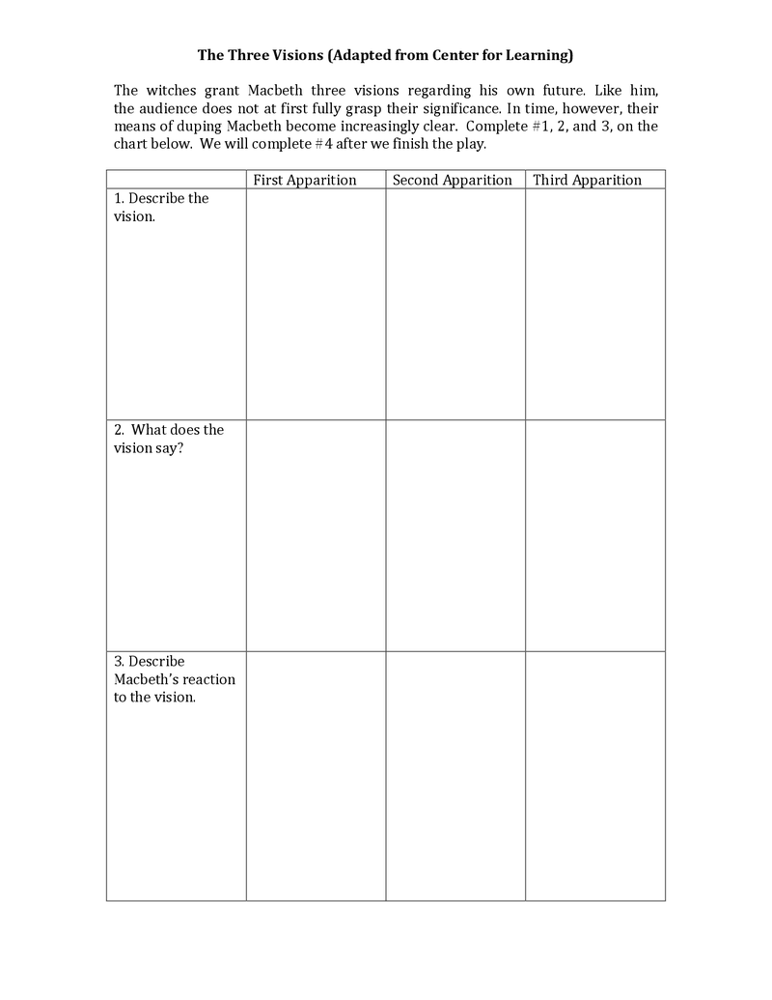 The Three Visions (Adapted from Center for Learning)
The witches grant Macbeth three visions regarding his own future. Like him,
the audience does not at first fully grasp their significance. In time, however, their
means of duping Macbeth become increasingly clear.  Complete #1, 2, and 3, on the
chart below.  We will complete #4 after we finish the play.
First Apparition
Second Apparition
Third Apparition
1. Describe the
vision.
2.  What does the
vision say?
3. Describe
Macbeth’s reaction
to the vision.